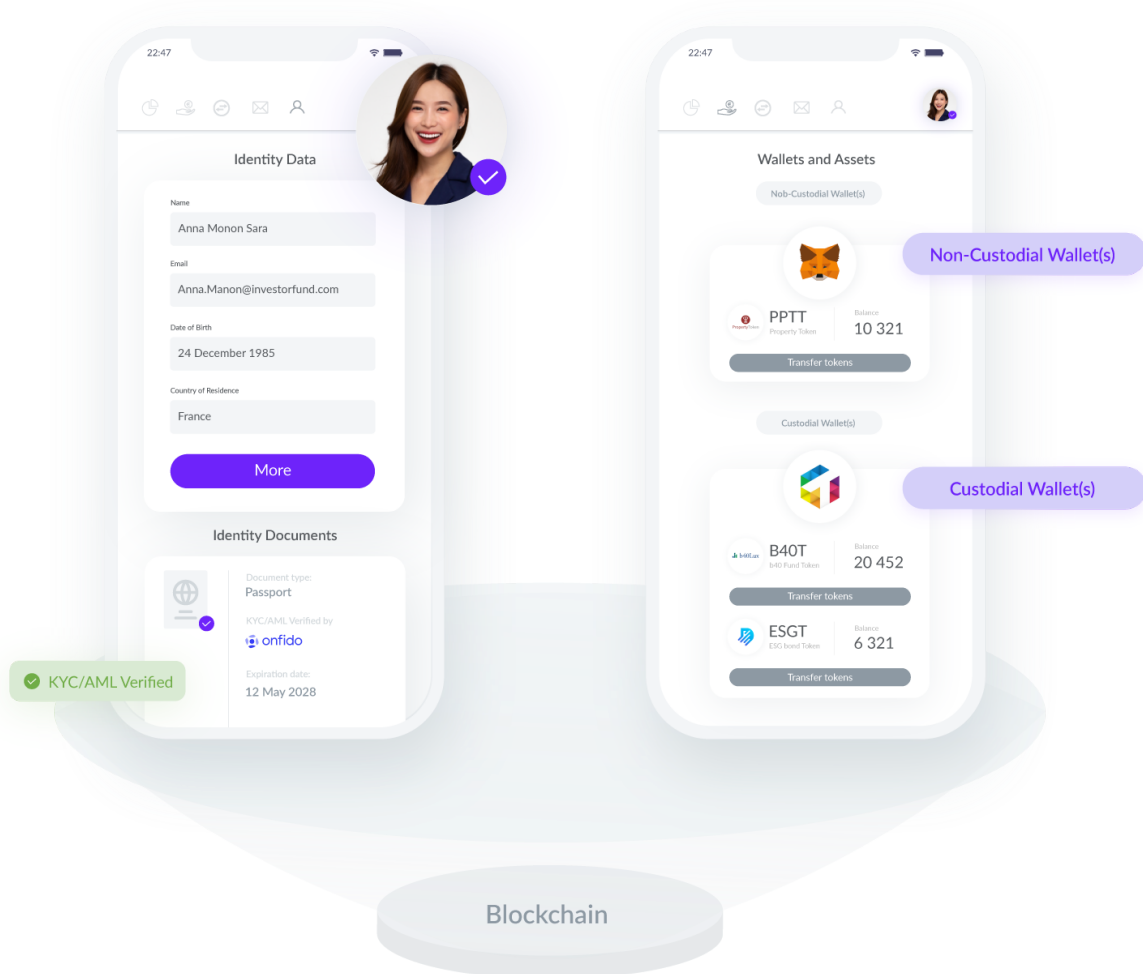 22:47
Identity Data
Name
Anna Monon Sara
Email
Anna.Manon@investorfund.com
Date of Birth
24 December 1985
Country of Residence
France
More
Identity Documents
Document type:
Passport
KYC/AML Verified by
onfido
Expiration date:
12 May 2028
KYC/AML Verified
22:47
Wallets and Assets
Nob-Custodial Wallet(s)
Non-Custodial Wallet(s)
PropertyToken
PPTT
Property Token
Balance
10 321
Transfer tokens
Custodial Wallet(s)
Custodial Wallet(s)
B40T
b40 Fund Token
Balance
20 452
Transfer tokens
ESGT
ESG bond Token
Balance
6 321
Transfer tokens
Blockchain